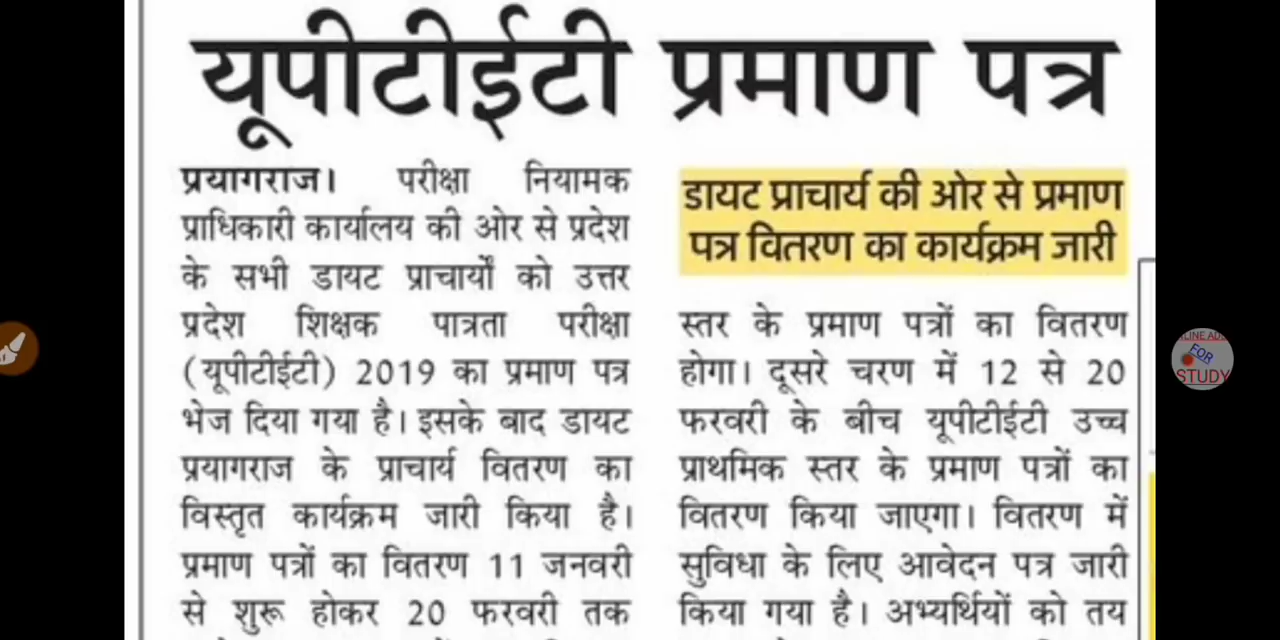 यूपीटीईटी प्रमाण पत्र
प्रयागराज। परीक्षा नियामक
प्राधिकारी कार्यालय की ओर से प्रदेश
के सभी डायट प्राचार्यों को उत्तर
प्रदेश शिक्षक पात्रता परीक्षा
(यूपीटीईटी) 2019 का प्रमाण पत्र
भेज दिया गया है। इसके बाद डायट
प्रयागराज के प्राचार्य वितरण का
विस्तृत कार्यक्रम जारी किया है।
प्रमाण पत्रों का वितरण 11 जनवरी
से शुरू होकर 20 फरवरी तक
डायट प्राचार्य की ओर से प्रमाण
पत्र वितरण का कार्यक्रम जारी
स्तर के प्रमाण पत्रों का वितरण
होगा। दूसरे चरण में 12 से 20
फरवरी के बीच यूपीटीईटी उच्च
प्राथमिक स्तर के प्रमाण पत्रों का
वितरण किया जाएगा। वितरण में
सुविधा के लिए आवेदन पत्र जारी
किया गया है। अभ्यर्थियों को तय
FOR
STUDY